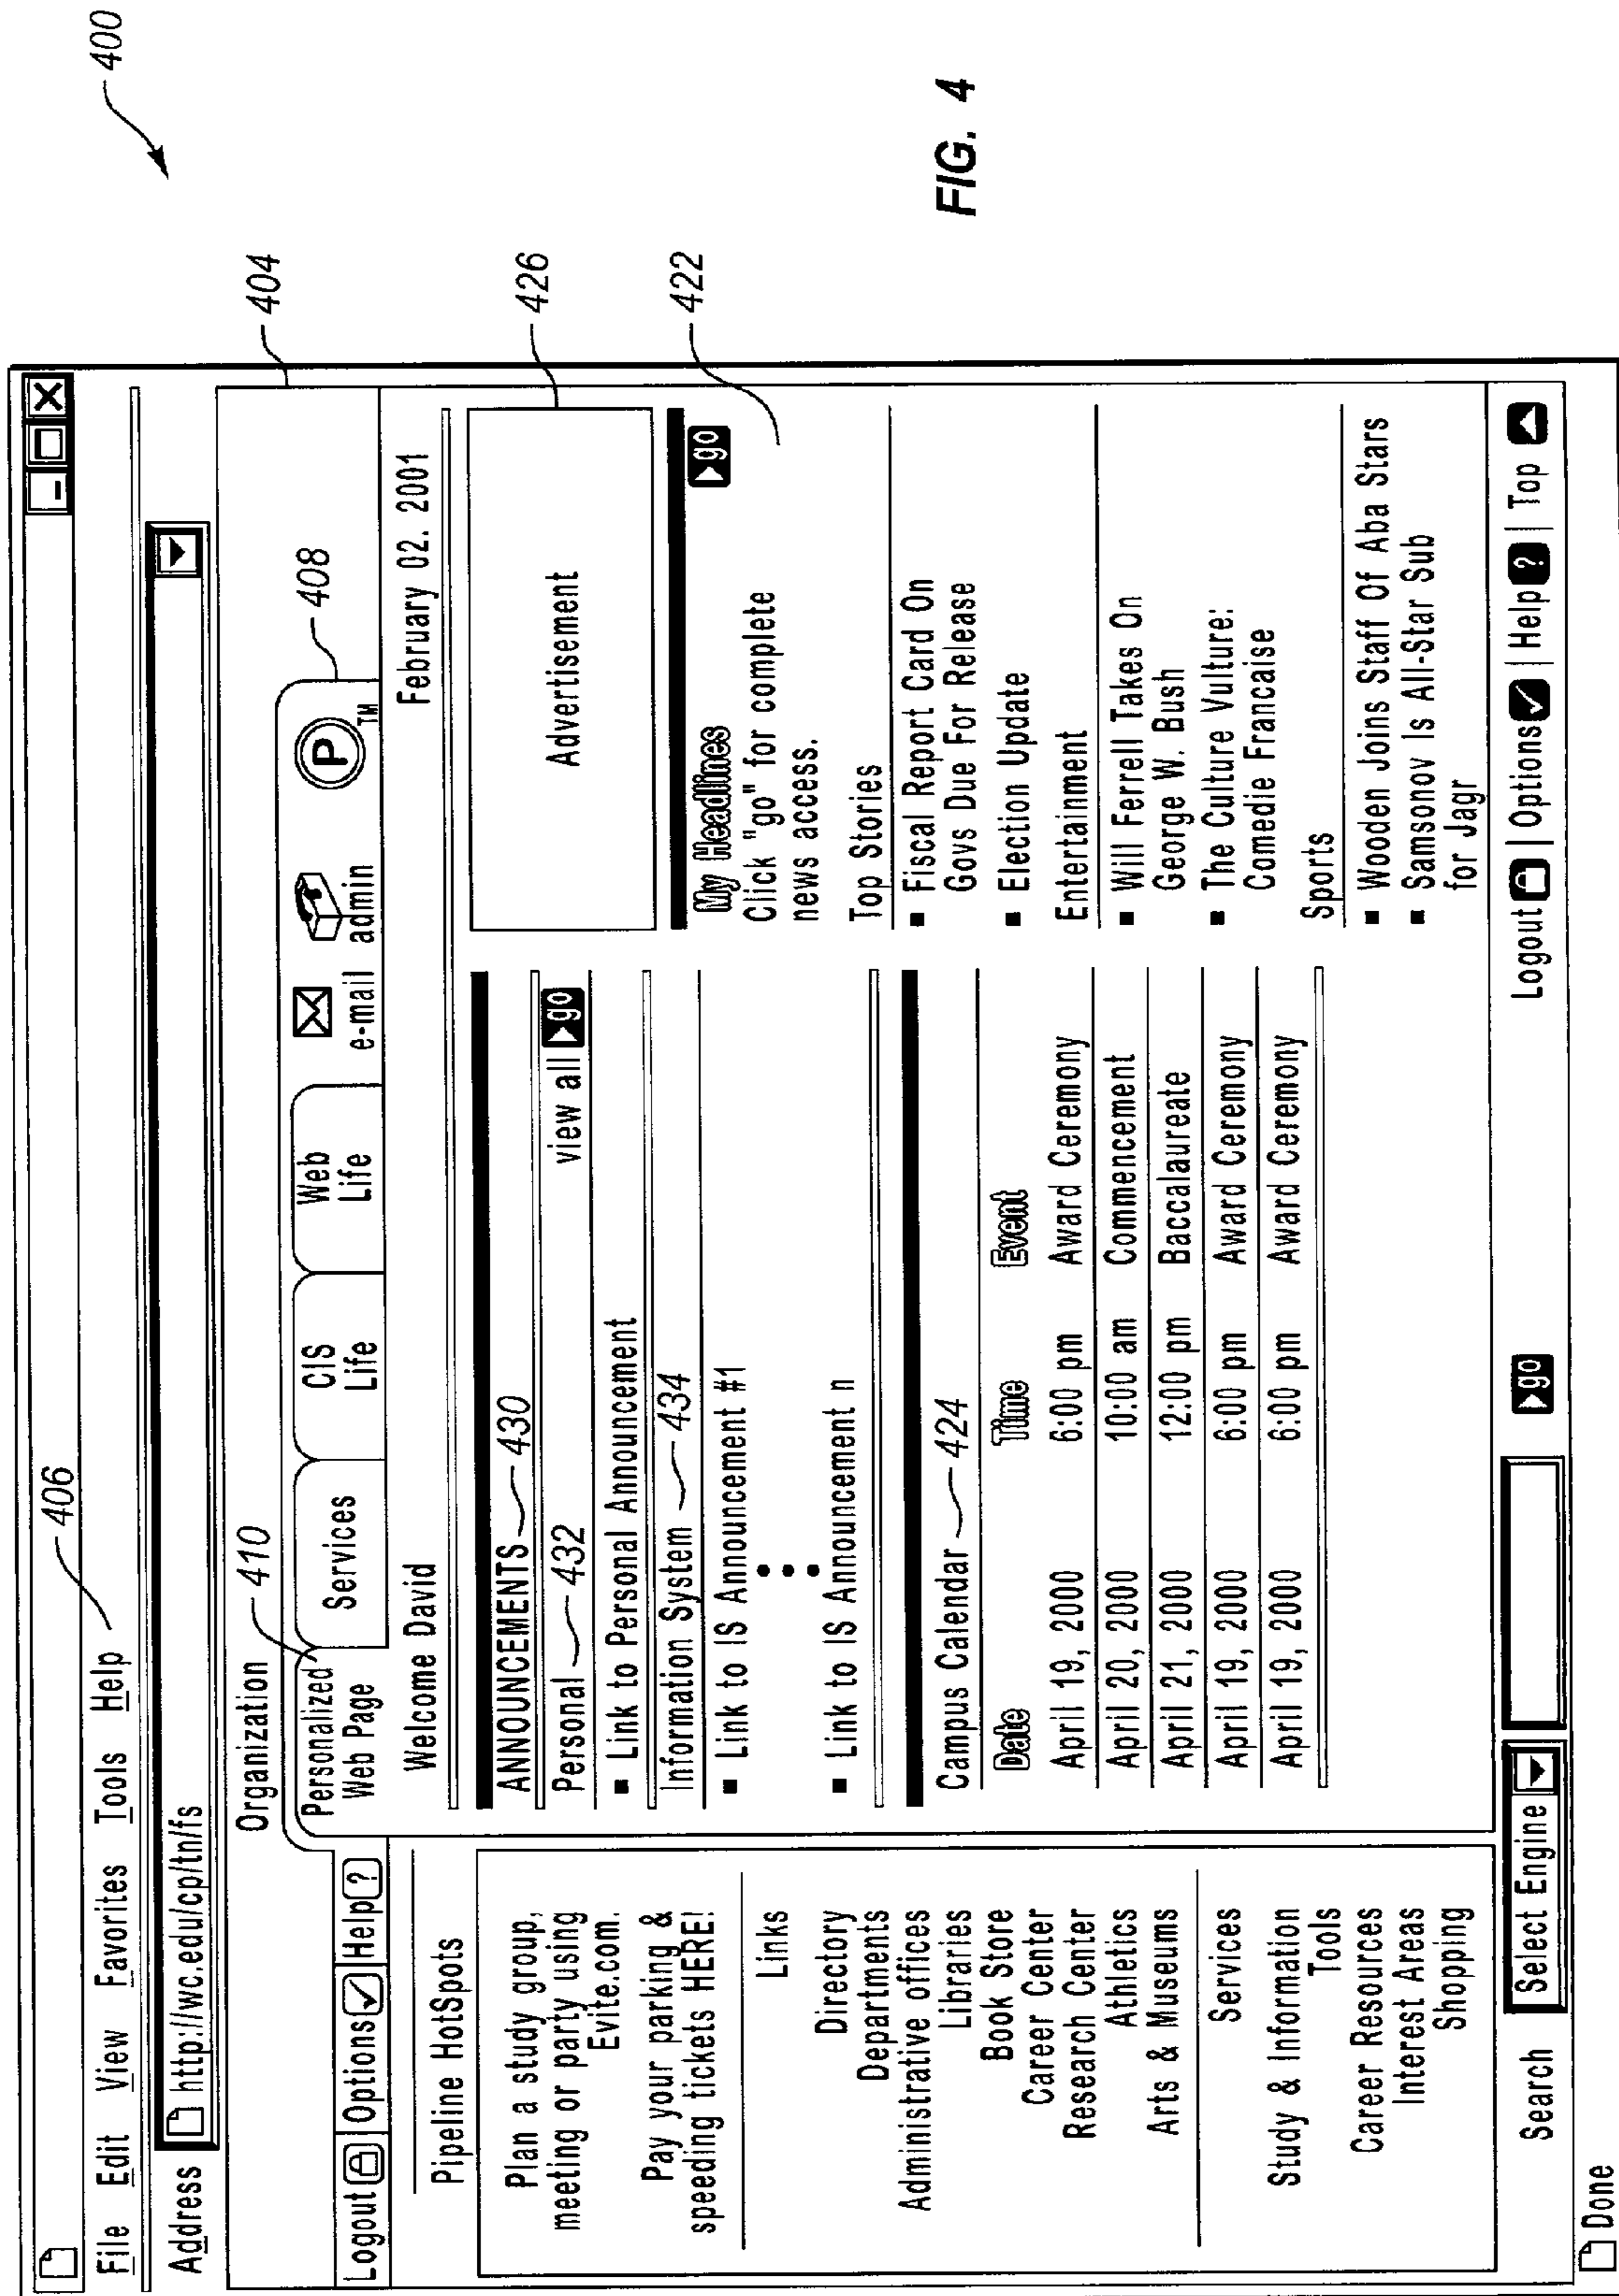 400
406
File Edit View Favorites Tools Help
Address http://wc.edu/cp/tn/fs
404
Organization
410
408
Logout Options Help ?
Personalized
Web Page
Services
CIS
Life
Web
Life
e-mail
admin
P TM
Pipeline HotSpots
Plan a study group,
meeting or party using
Evite.com.
Pay your parking &
speeding tickets HERE!
Links
Directory
Departments
Administrative offices
Libraries
Book Store
Career Center
Research Center
Athletics
Arts & Museums
Services
Study & Information
Tools
Career Resources
Interest Areas
Shopping
Welcome David
February 02. 2001
ANNOUNCEMENTS 430
Personal 432
view all go
Link to Personal Announcement
Information System 434
Link to IS Announcement #1
Link to IS Announcement n
Campus Calendar 424
Date Time Event
April 19, 2000 6:00 pm Award Ceremony
April 20, 2000 10:00 am Commencement
April 21, 2000 12:00 pm Baccalaureate
April 19, 2000 6:00 pm Award Ceremony
April 19, 2000 6:00 pm Award Ceremony
Advertisement
426
My Headlines go
Click "go" for complete
news access.
422
Top Stories
▪ Fiscal Report Card On
Govs Due For Release
▪ Election Update
Entertainment
▪ Will Ferrell Takes On
George W. Bush
▪ The Culture Vulture:
Comedie Francaise
Sports
▪ Wooden Joins Staff Of Aba Stars
▪ Samsonov Is All-Star Sub
for Jagr
Search Select Engine go
Logout | Options | Help ? | Top
Done
FIG. 4